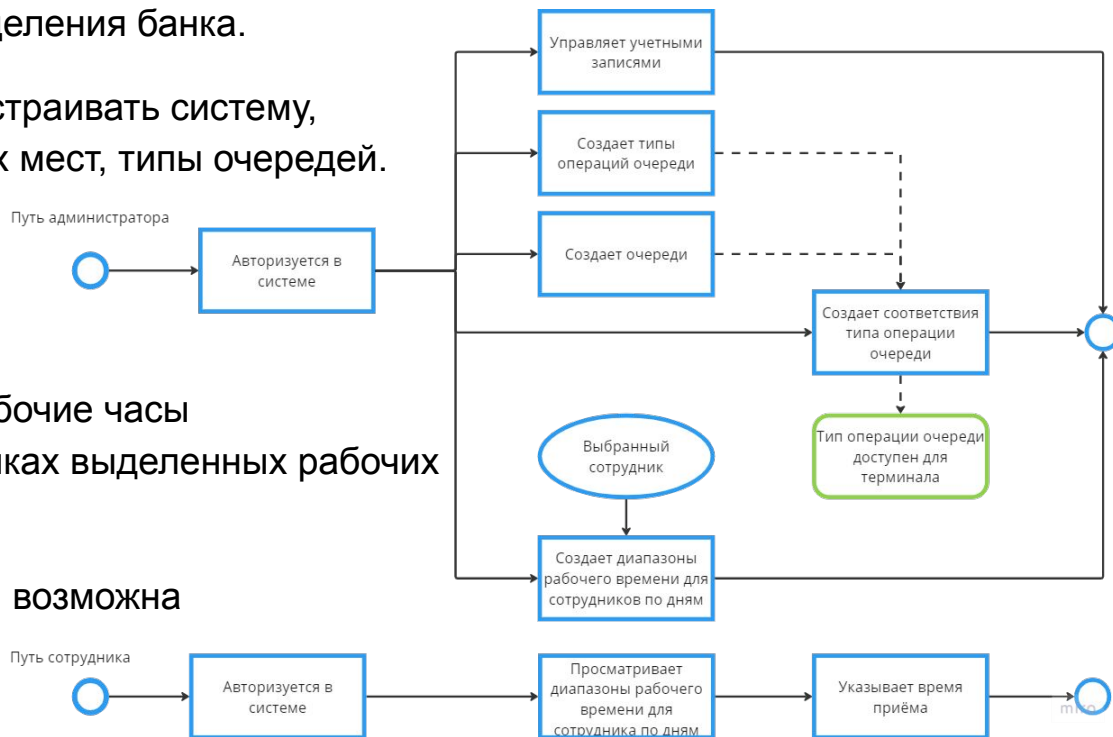 деления банка.
страивать систему,
х мест, типы очередей.
бочие часы
ках выделенных рабочих
возможна
Путь администратора
Авторизуется в
системе
Управляет учетными
записями
Создает типы
операций очереди
Создает очереди
Создает соответствия
типа операции
очереди
Тип операции очереди
доступен для
терминала
Выбранный
сотрудник
Создает диапазоны
рабочего времени для
сотрудников по дням
Путь сотрудника
Авторизуется в
системе
Просматривает
диапазоны рабочего
времени для
сотрудника по дням
Указывает время
приёма
miro